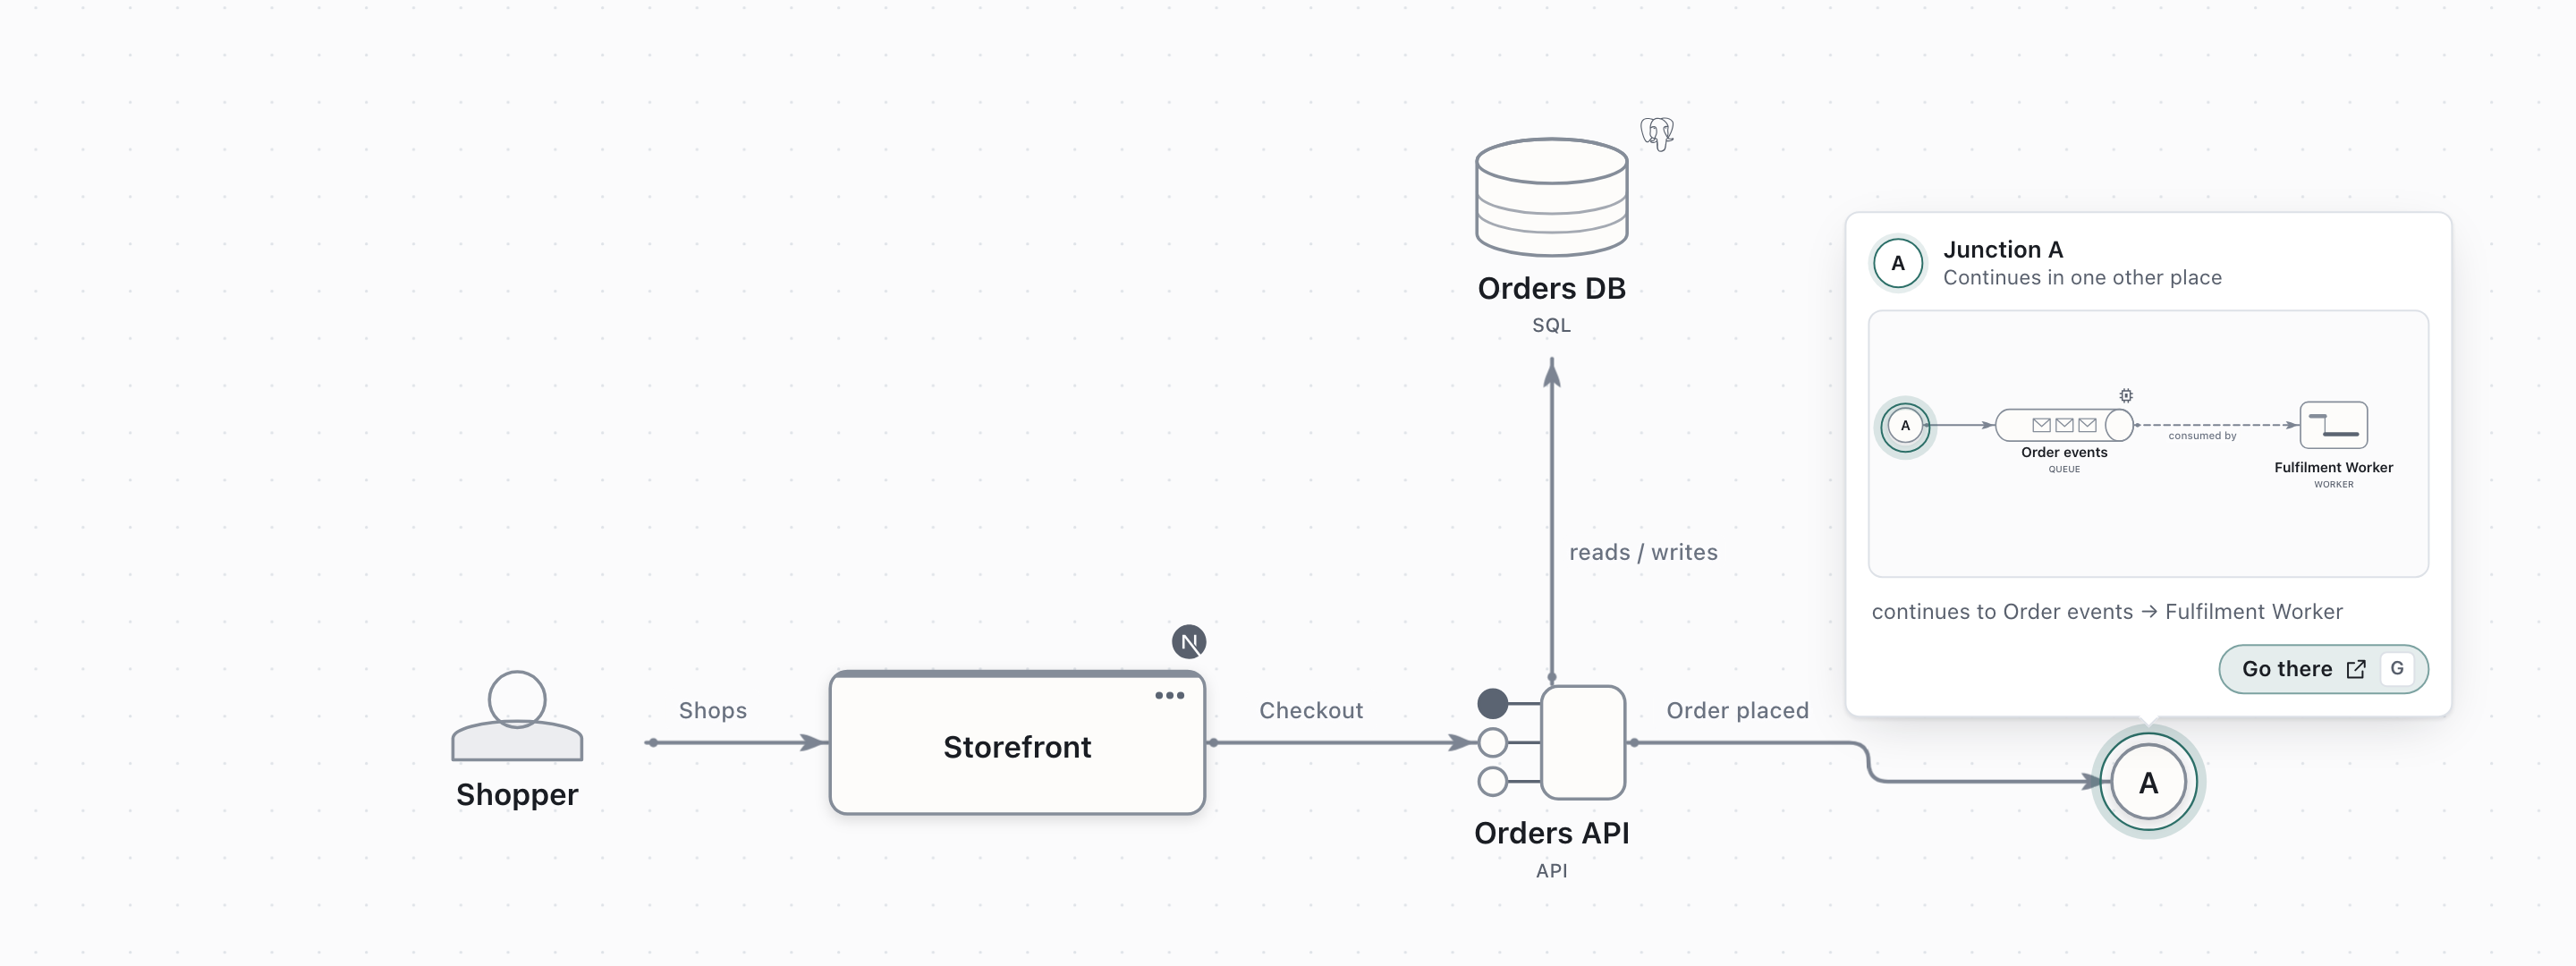 Orders DB
SQL
reads / writes
Shopper
Shops
N
Storefront
Checkout
Orders API
API
Order placed
A
A
Junction A
Continues in one other place
A
Order events
QUEUE
consumed by
Fulfilment Worker
WORKER
continues to Order events → Fulfilment Worker
Go there
G